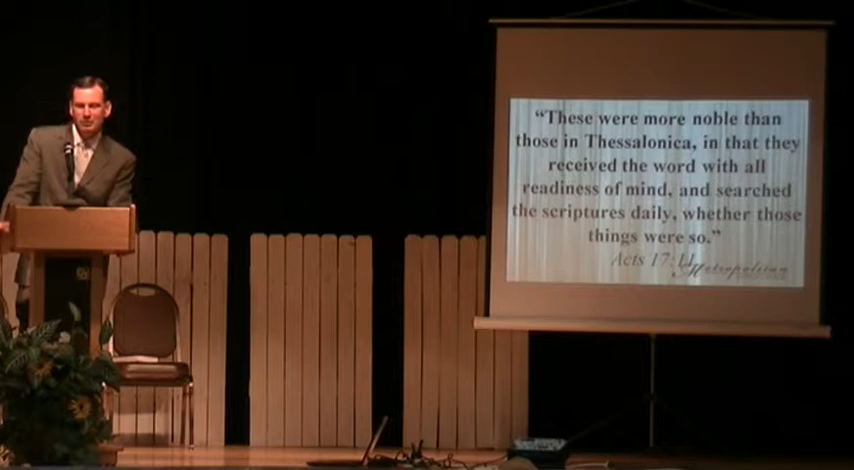 “These were more noble than
those in Thessalonica, in that they
received the word with all
readiness of mind, and searched
the scriptures daily, whether those
things were so.”
Acts 17:11
Metropolitan